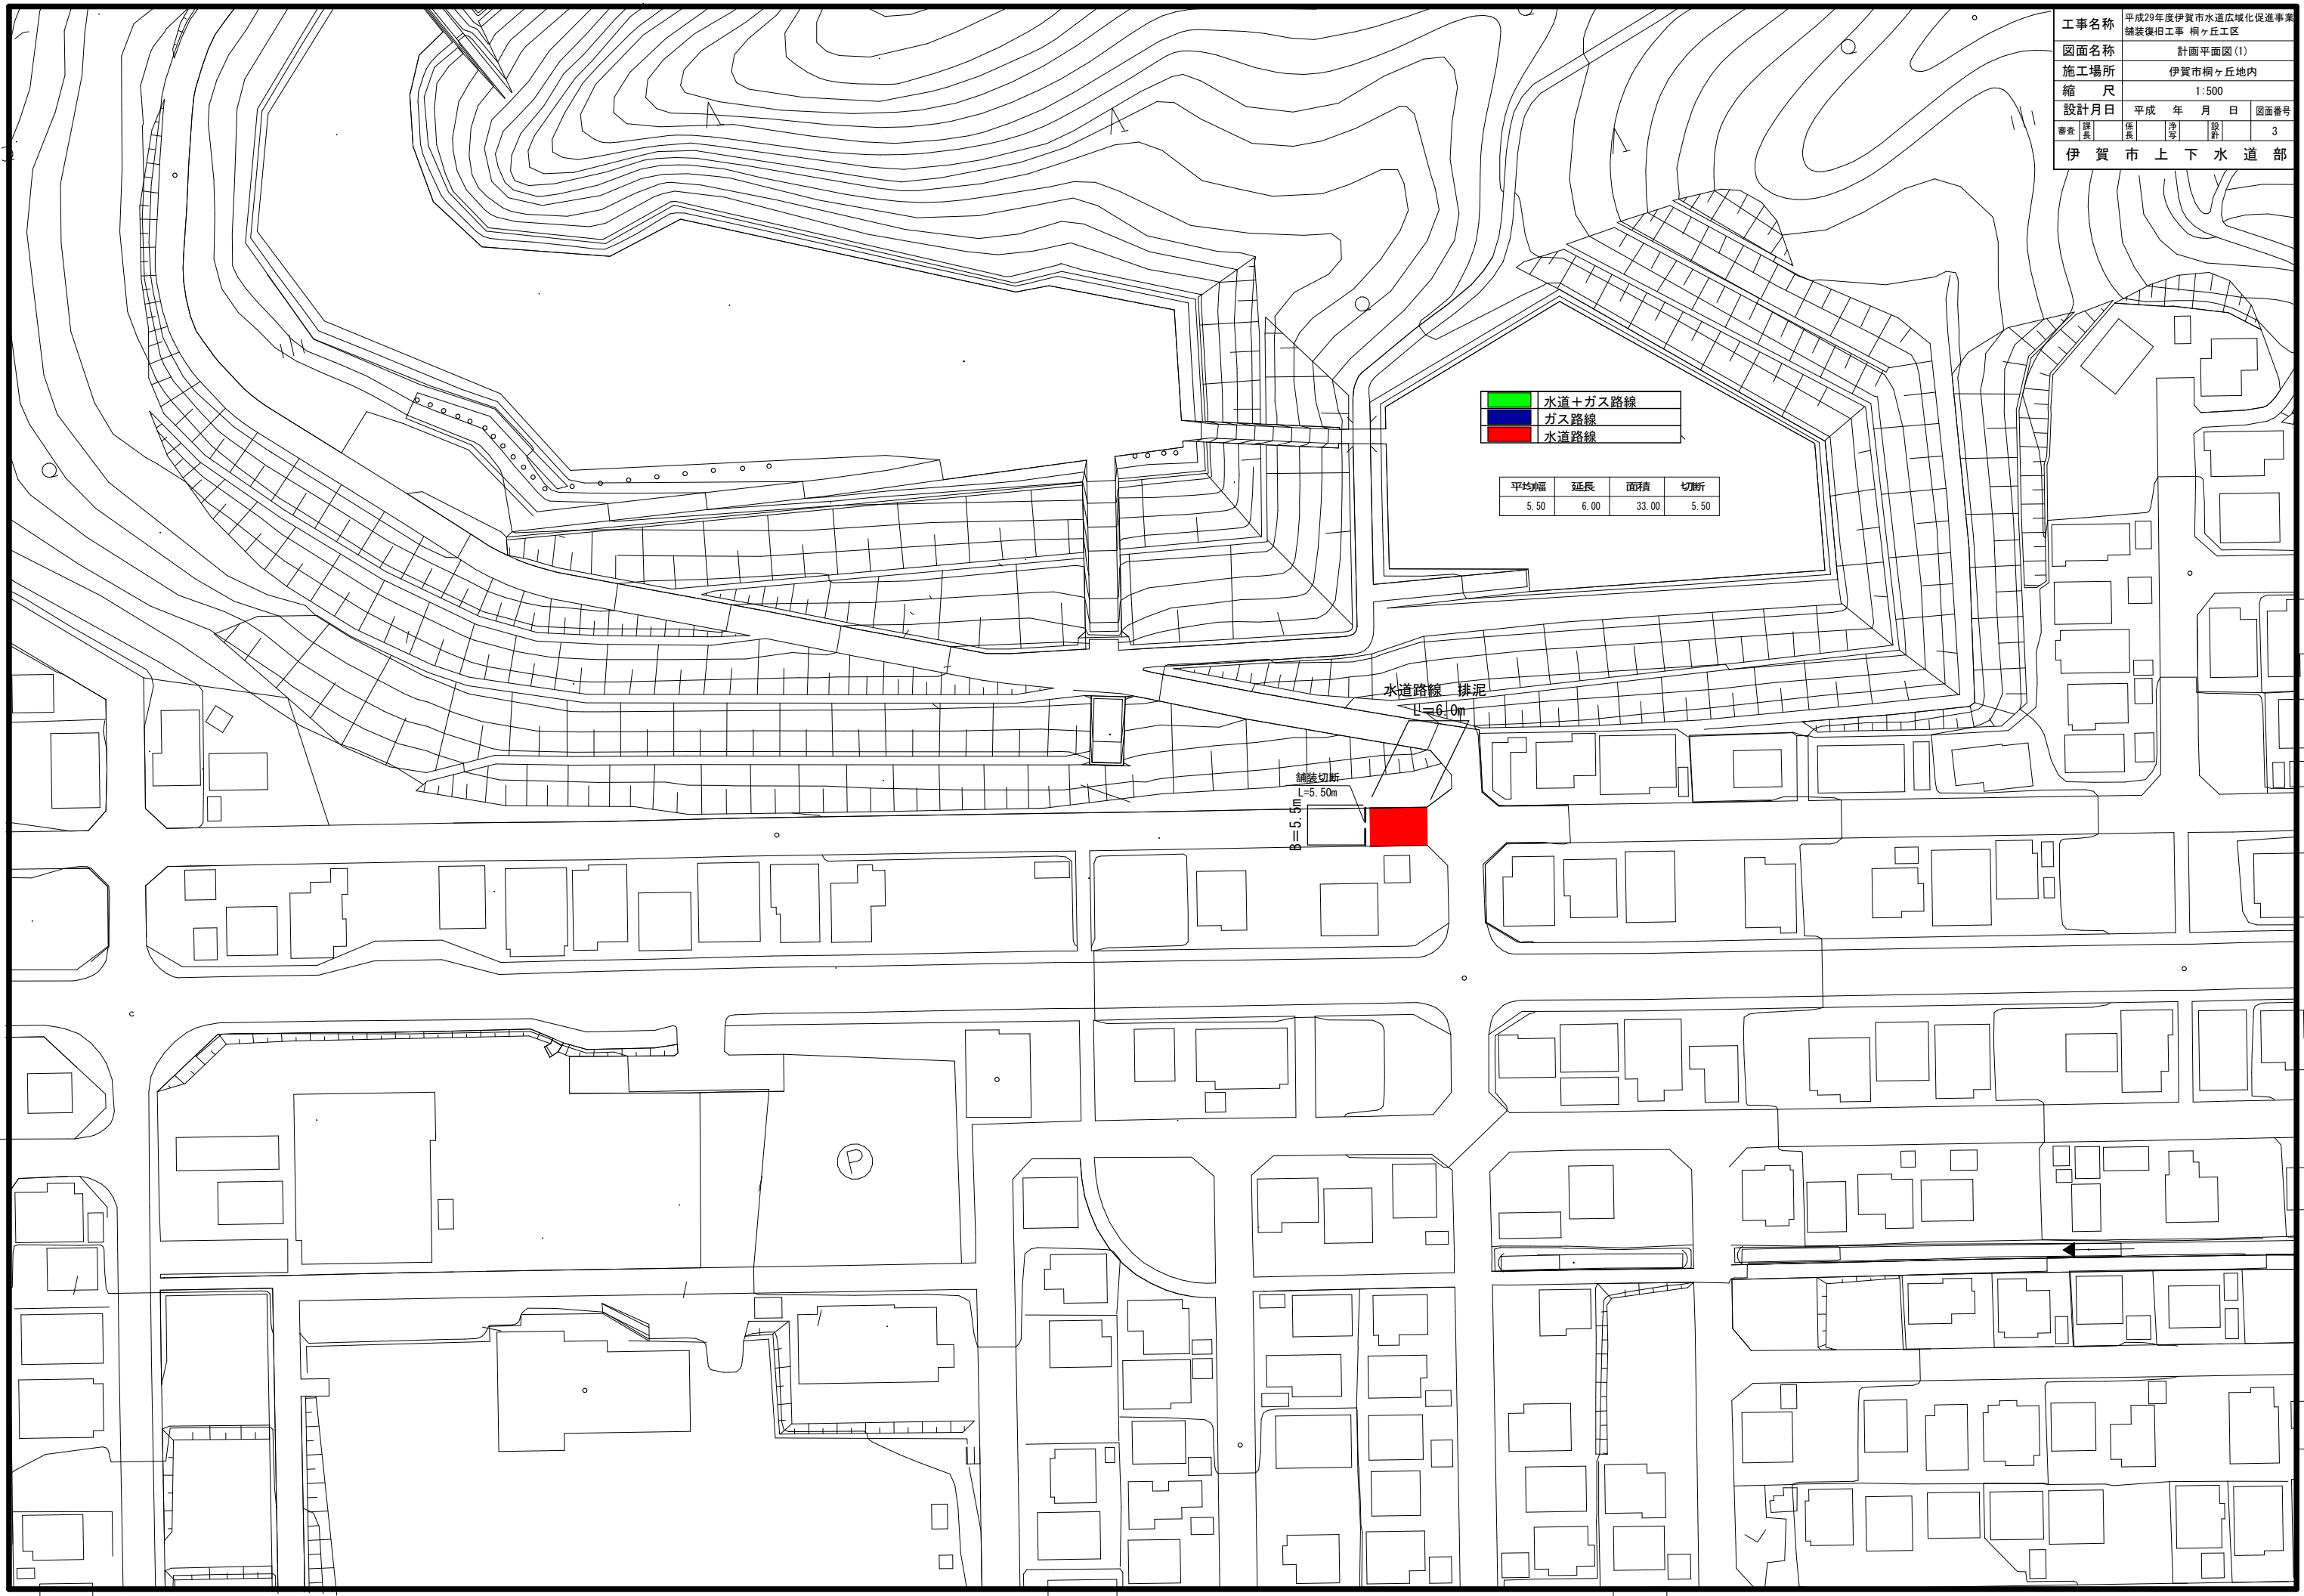 工事名称 平成29年度伊賀市水道広域化促進事業
舗装復旧工事 桐ヶ丘工区
図面名称 計画平面図(1)
施工場所 伊賀市桐ヶ丘地内
縮 尺 1:500
設計月日 平成 年 月 日 図面番号
審査 課長 係長 浄写 設計 3
伊 賀 市 上 下 水 道 部
水道＋ガス路線
ガス路線
水道路線
平均幅 延長 面積 切断
5.50 6.00 33.00 5.50
水道路線 排泥
L=6.0m
舗装切断
L=5.50m
B=5.5m
P